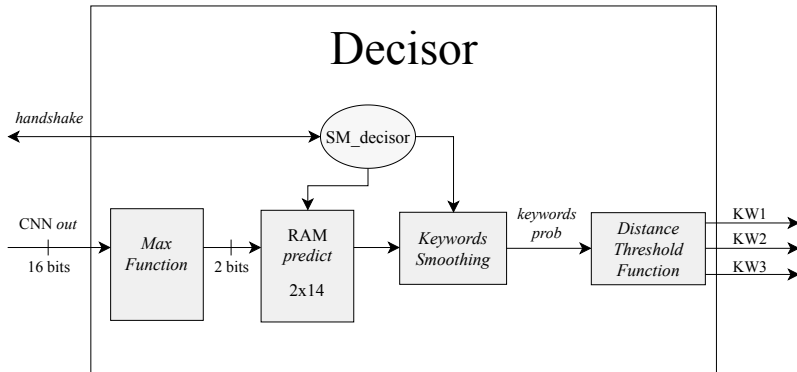 Decisor
handshake
SM_decisor
CNN out
16 bits
Max
Function
2 bits
RAM
predict
2x14
Keywords
Smoothing
keywords
prob
Distance
Threshold
Function
KW1
KW2
KW3